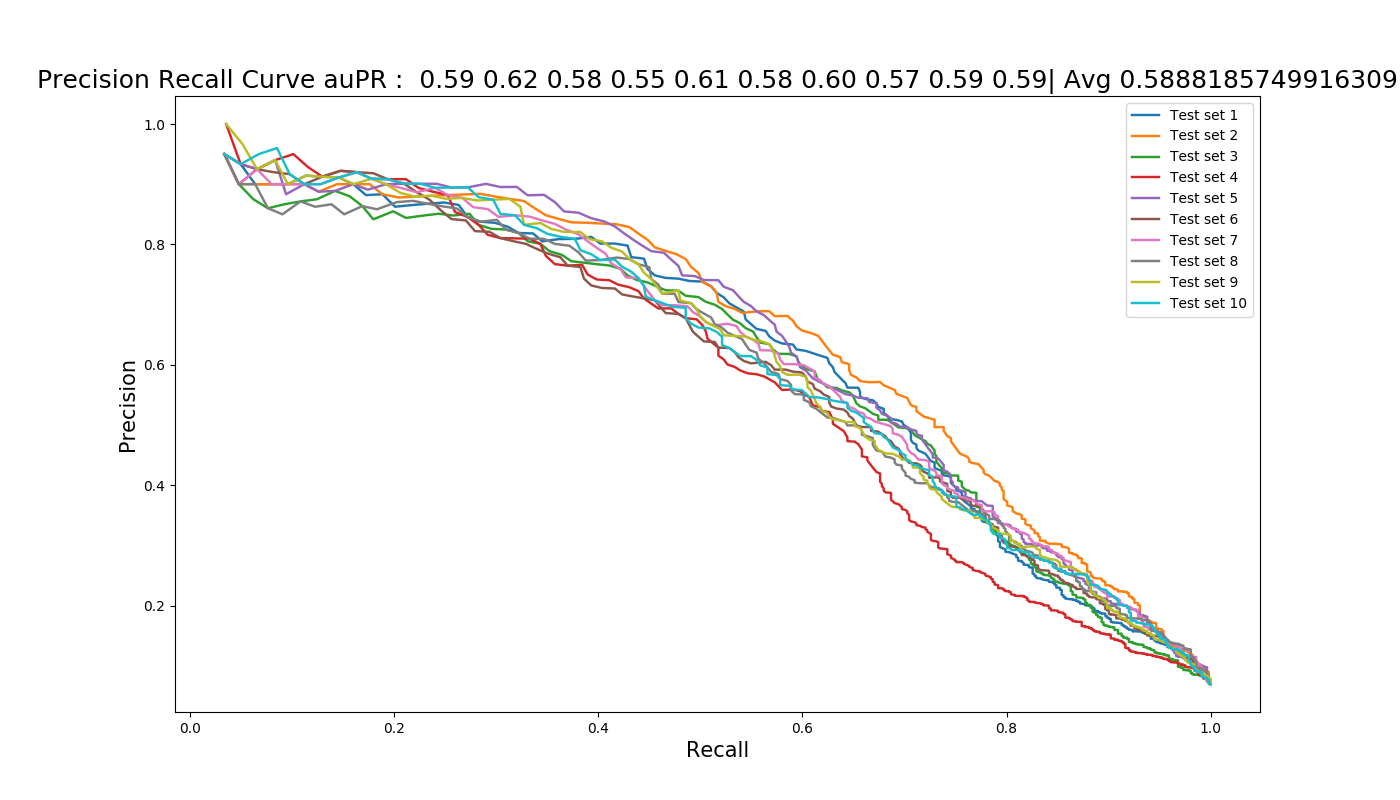 Precision Recall Curve auPR :  0.59 0.62 0.58 0.55 0.61 0.58 0.60 0.57 0.59 0.59| Avg 0.5888185749916309
Test set 1
Test set 2
Test set 3
Test set 4
Test set 5
Test set 6
Test set 7
Test set 8
Test set 9
Test set 10
1.0
0.8
0.6
0.4
0.2
Precision
0.0 0.2 0.4 0.6 0.8 1.0
Recall